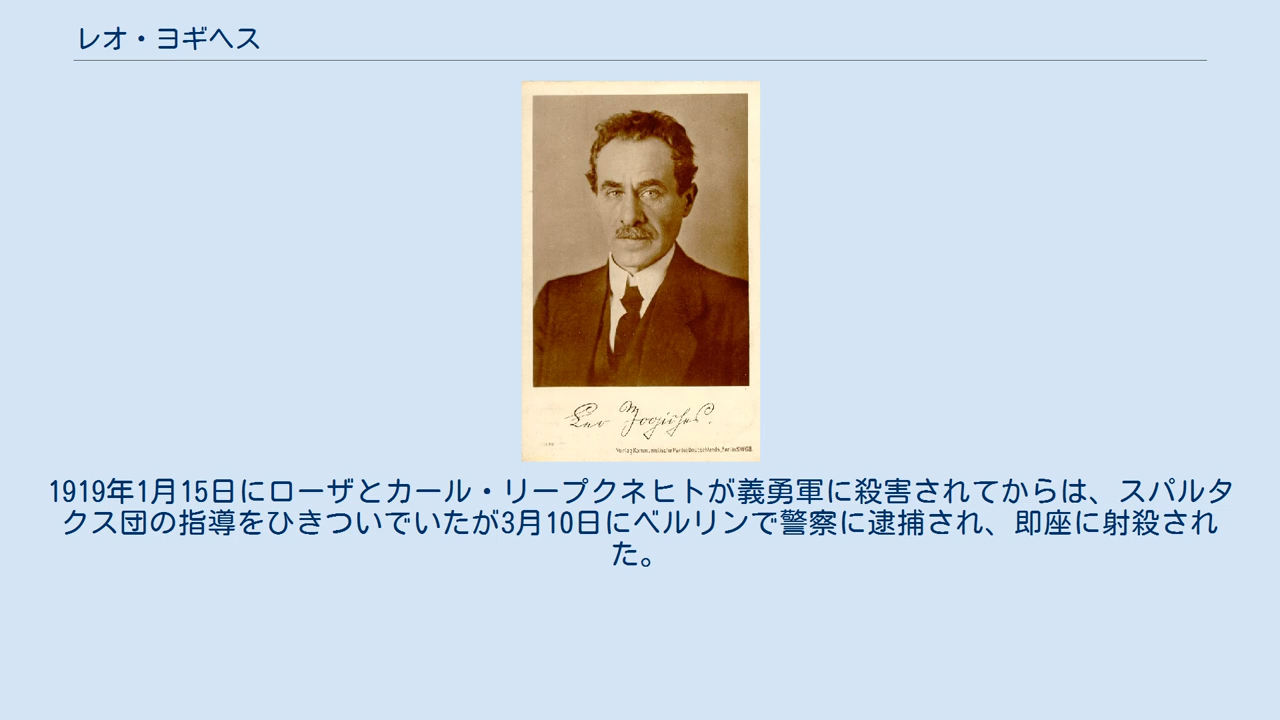 レオ・ヨギヘス
Leo Jogiches.
1919年1月15日にローザとカール・リープクネヒトが義勇軍に殺害されてからは、スパルタ
クス団の指導をひきついでいたが3月10日にベルリンで警察に逮捕され、即座に射殺され
た。